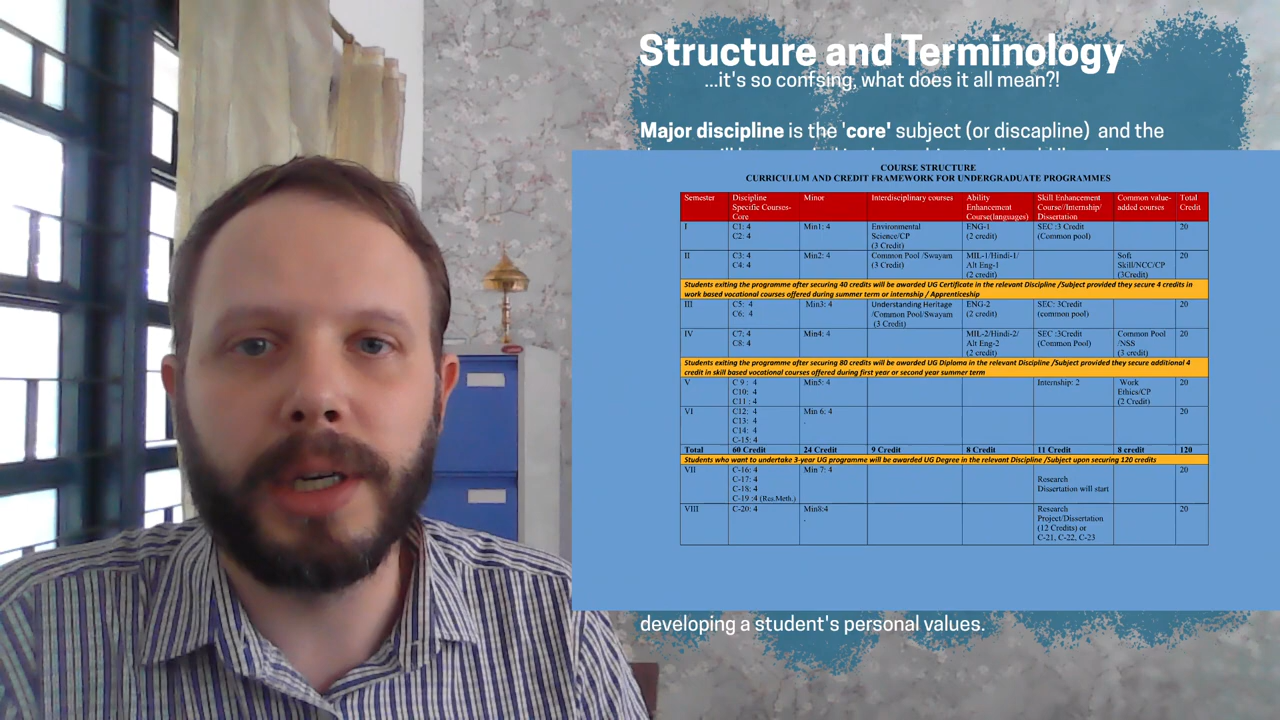 Structure and Terminology
...it's so confsing, what does it all mean?!
Major discipline is the 'core' subject (or discapline) and the
COURSE STRUCTURE
CURRICULUM AND CREDIT FRAMEWORK FOR UNDERGRADUATE PROGRAMMES
Semester
Discipline
Specific Courses-
Core
Minor
Interdisciplinary courses
Ability
Enhancement
Course(languages)
Skill Enhancement
Course//Internship/
Dissertation
Common value-
added courses
Total
Credit
I
C1: 4
C2: 4
Min1: 4
Environmental
Science/CP
(3 Credit)
ENG-1
(2 credit)
SEC :3 Credit
(Common pool)
20
II
C3: 4
C4: 4
Min2: 4
Common Pool /Swayam
(3 Credit)
MIL-1/Hindi-1/
Alt Eng-1
(2 credit)
Soft
Skill/NCC/CP
(3Credit)
20
Students exiting the programme after securing 40 credits will be awarded UG Certificate in the relevant Discipline /Subject provided they secure 4 credits in
work based vocational courses offered during summer term or internship / Apprenticeship
III
C5: 4
C6: 4
Min3: 4
Understanding Heritage
/Common Pool/Swayam
(3 Credit)
ENG-2
(2 credit)
SEC: 3Credit
(common pool)
20
IV
C7: 4
C8: 4
Min4: 4
MIL-2/Hindi-2/
Alt Eng-2
(2 credit)
SEC :3Credit
(Common Pool)
Common Pool
/NSS
(3 credit)
20
Students exiting the programme after securing 80 credits will be awarded UG Diploma in the relevant Discipline /Subject provided they secure additional 4
credit in skill based vocational courses offered during first year or second year summer term
V
C 9 : 4
C10: 4
C11 : 4
Min5: 4
Internship: 2
Work
Ethics/CP
(2 Credit)
20
VI
C12: 4
C13: 4
C14: 4
C-15: 4
Min 6: 4
.
20
Total
60 Credit
24 Credit
9 Credit
8 Credit
11 Credit
8 credit
120
Students who want to undertake 3-year UG programme will be awarded UG Degree in the relevant Discipline /Subject upon securing 120 credits
VII
C-16: 4
C-17: 4
C-18: 4
C-19 :4 (Res.Meth.)
Min 7: 4
Research
Dissertation will start
20
VIII
C-20: 4
Min8:4
.
Research
Project/Dissertation
(12 Credits) or
C-21, C-22, C-23
20
developing a student's personal values.